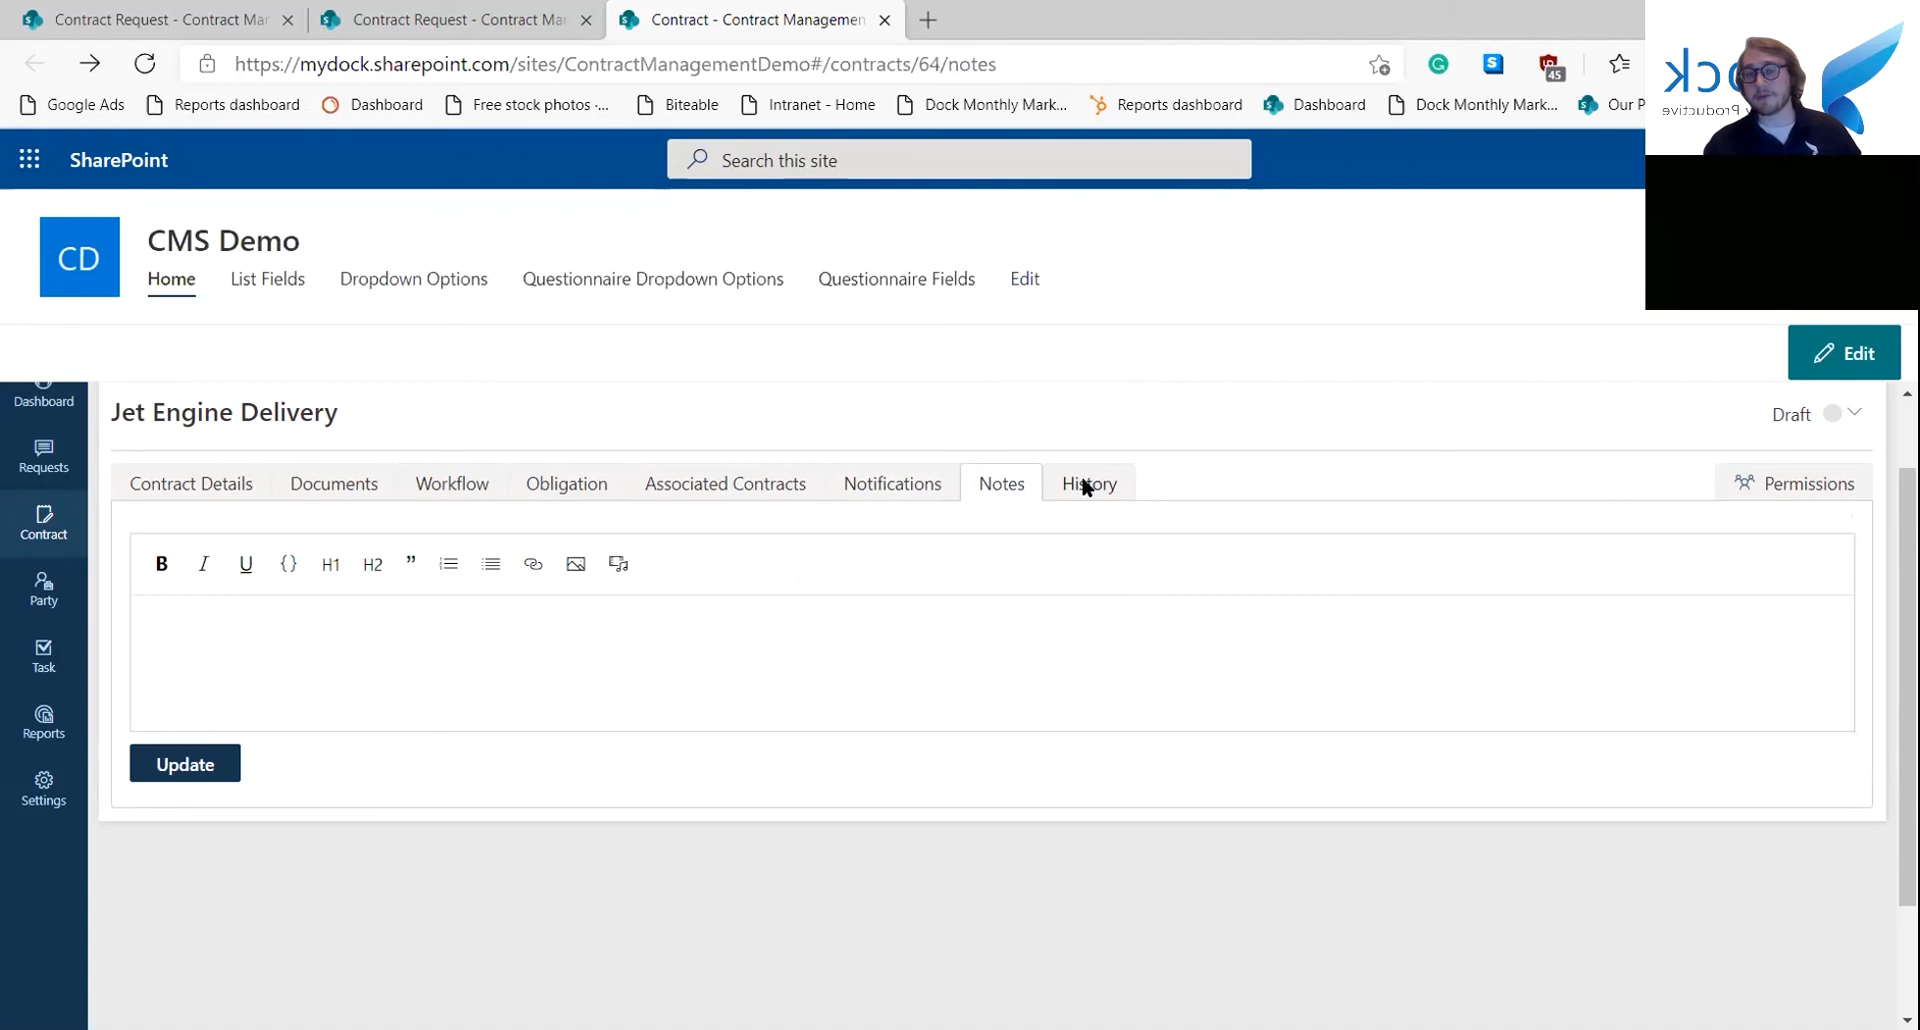 Contract Request - Contract Mar
Contract Request - Contract Mar
Contract - Contract Managemen
https://mydock.sharepoint.com/sites/ContractManagementDemo#/contracts/64/notes
45
Google Ads
Reports dashboard
Dashboard
Free stock photos -...
Biteable
Intranet - Home
Dock Monthly Mark...
Reports dashboard
Dashboard
Dock Monthly Mark...
Our P
SharePoint
Search this site
CD
CMS Demo
Home
List Fields
Dropdown Options
Questionnaire Dropdown Options
Questionnaire Fields
Edit
Edit
Dashboard
Requests
Contract
Party
Task
Reports
Settings
Jet Engine Delivery
Draft
Contract Details
Documents
Workflow
Obligation
Associated Contracts
Notifications
Notes
History
Permissions
B I U {} H1 H2 ”
Update